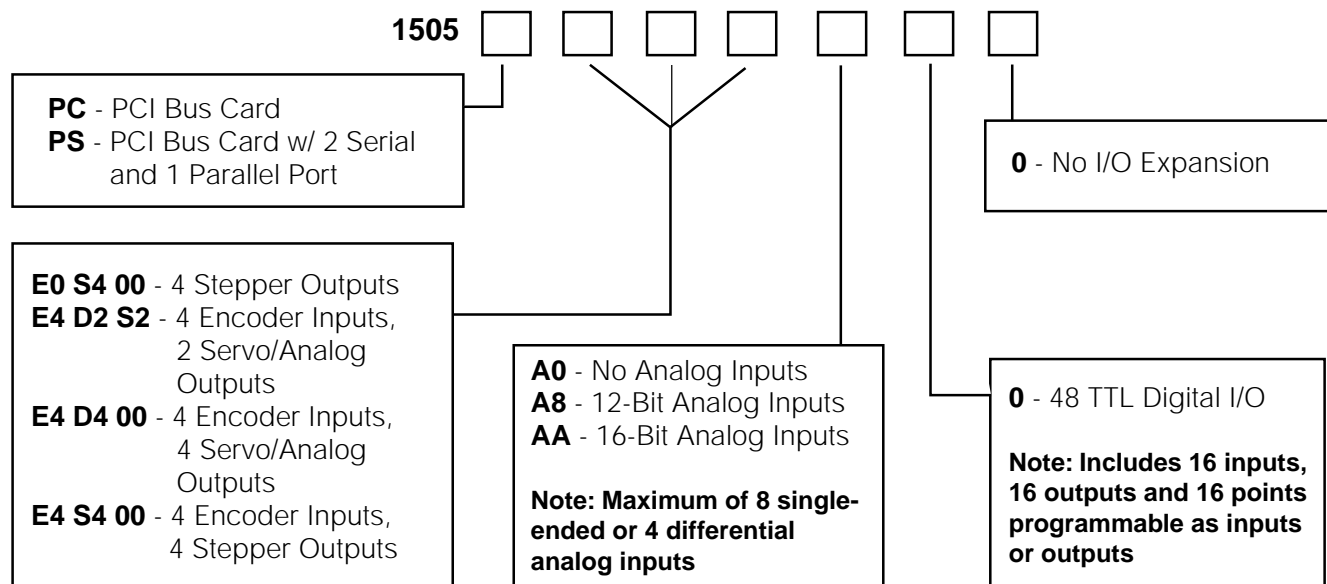 1505
PC - PCI Bus Card
PS - PCI Bus Card w/ 2 Serial
and 1 Parallel Port
0 - No I/O Expansion
E0 S4 00 - 4 Stepper Outputs
E4 D2 S2 - 4 Encoder Inputs,
2 Servo/Analog
Outputs
E4 D4 00 - 4 Encoder Inputs,
4 Servo/Analog
Outputs
E4 S4 00 - 4 Encoder Inputs,
4 Stepper Outputs
A0 - No Analog Inputs
A8 - 12-Bit Analog Inputs
AA - 16-Bit Analog Inputs
Note: Maximum of 8 single-
ended or 4 differential
analog inputs
0 - 48 TTL Digital I/O
Note: Includes 16 inputs,
16 outputs and 16 points
programmable as inputs
or outputs